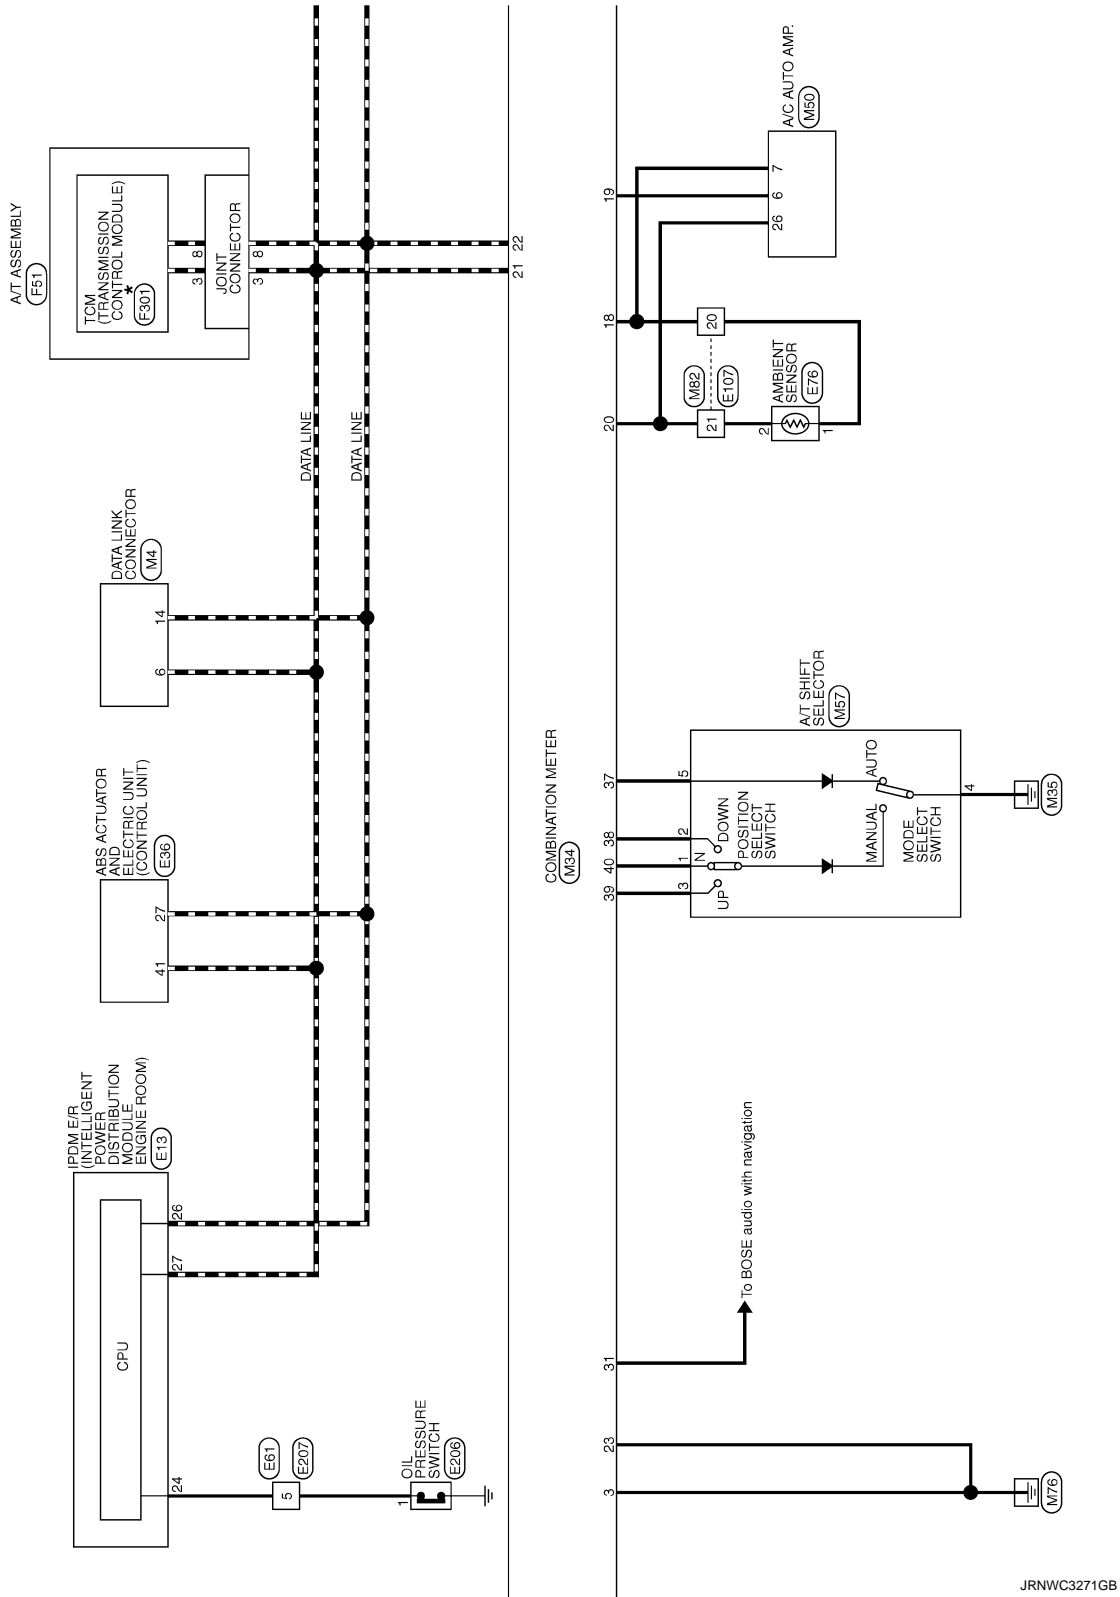 IPDM E/R
(INTELLIGENT
POWER
DISTRIBUTION
MODULE
ENGINE ROOM)
E13
CPU
24
27
26
E61
5
E207
OIL
PRESSURE
SWITCH
E206
1
ABS ACTUATOR
AND
ELECTRIC UNIT
(CONTROL UNIT)
E36
41
27
DATA LINK
CONNECTOR
M4
6
14
DATA LINE
DATA LINE
A/T ASSEMBLY
F51
TCM
(TRANSMISSION
CONTROL MODULE)
*
F301
3
8
JOINT
CONNECTOR
3
8
21
22
COMBINATION METER
M34
3
23
31
39
40
38
37
20
18
19
M76
To BOSE audio with navigation
3
1
2
5
UP
N
DOWN
POSITION
SELECT
SWITCH
MANUAL
AUTO
MODE
SELECT
SWITCH
A/T SHIFT
SELECTOR
M57
4
M35
21
M82
E107
20
2
1
AMBIENT
SENSOR
E76
26
6
7
A/C AUTO AMP.
M50
JRNWC3271GB